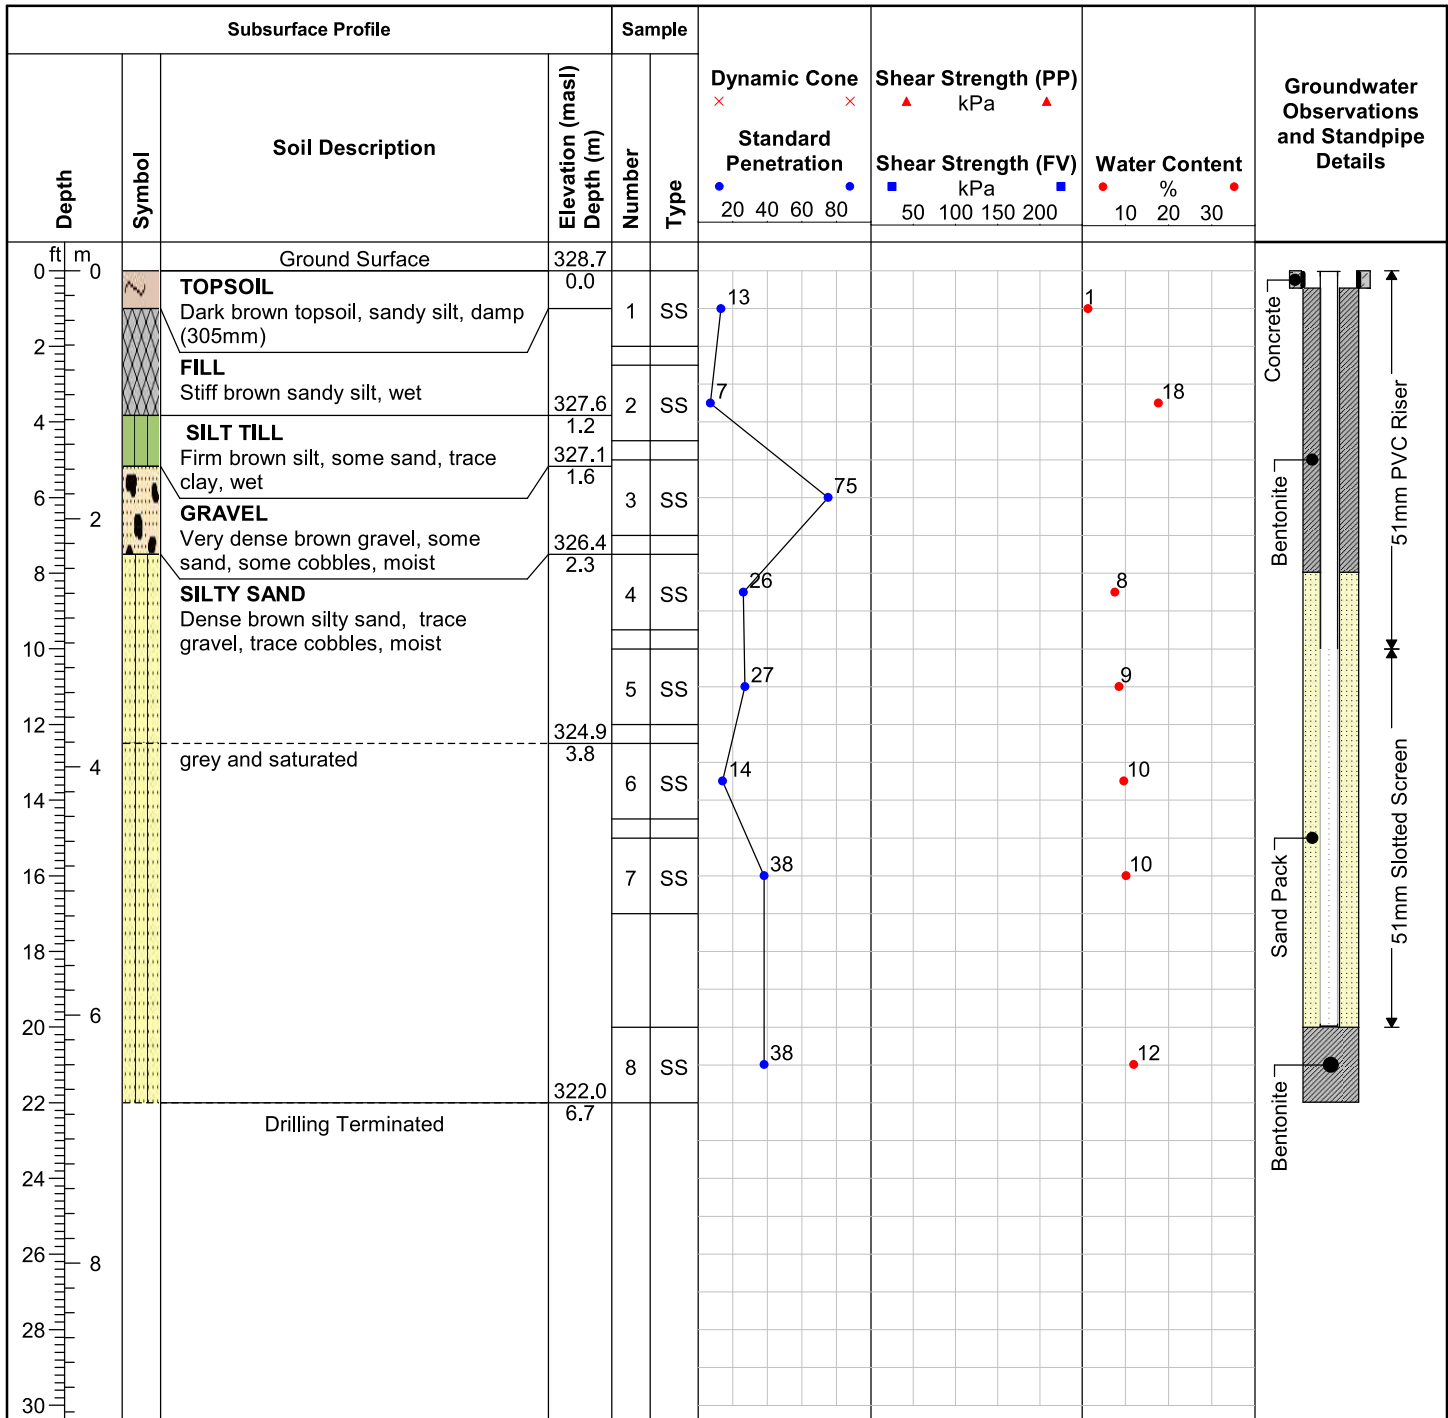 Subsurface Profile
Sample
Depth
Symbol
Soil Description
Elevation (masl)
Depth (m)
Number
Type
Dynamic Cone
Standard
Penetration
20 40 60 80
Shear Strength (PP)
kPa
Shear Strength (FV)
kPa
50 100 150 200
Water Content
%
10 20 30
Groundwater
Observations
and Standpipe
Details
ft m
0
2
4
6
8
10
12
14
16
18
20
22
24
26
28
30
0
2
4
6
8
Ground Surface
328.7
0.0
TOPSOIL
Dark brown topsoil, sandy silt, damp
(305mm)
FILL
Stiff brown sandy silt, wet
327.6
1.2
SILT TILL
Firm brown silt, some sand, trace
clay, wet
327.1
1.6
GRAVEL
Very dense brown gravel, some
sand, some cobbles, moist
326.4
2.3
SILTY SAND
Dense brown silty sand, trace
gravel, trace cobbles, moist
324.9
3.8
grey and saturated
322.0
6.7
Drilling Terminated
1 SS 13 1
2 SS 7 18
3 SS 75
4 SS 26 8
5 SS 27 9
6 SS 14 10
7 SS 38 10
8 SS 38 12
Concrete
Bentonite
Sand Pack
Bentonite
51mm PVC Riser
51mm Slotted Screen